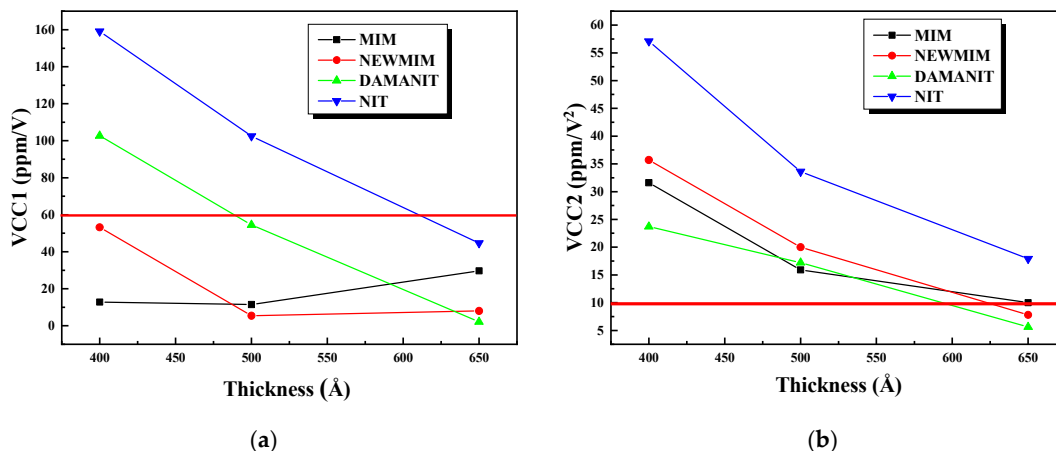 160
140
120
100
80
60
40
20
0
VCC1 (ppm/V)
400
450
500
550
600
650
Thickness (Å)
MIM
NEWMIM
DAMANIT
NIT
(a)
60
55
50
45
40
35
30
25
20
15
10
5
VCC2 (ppm/V²)
400
450
500
550
600
650
Thickness (Å)
MIM
NEWMIM
DAMANIT
NIT
(b)